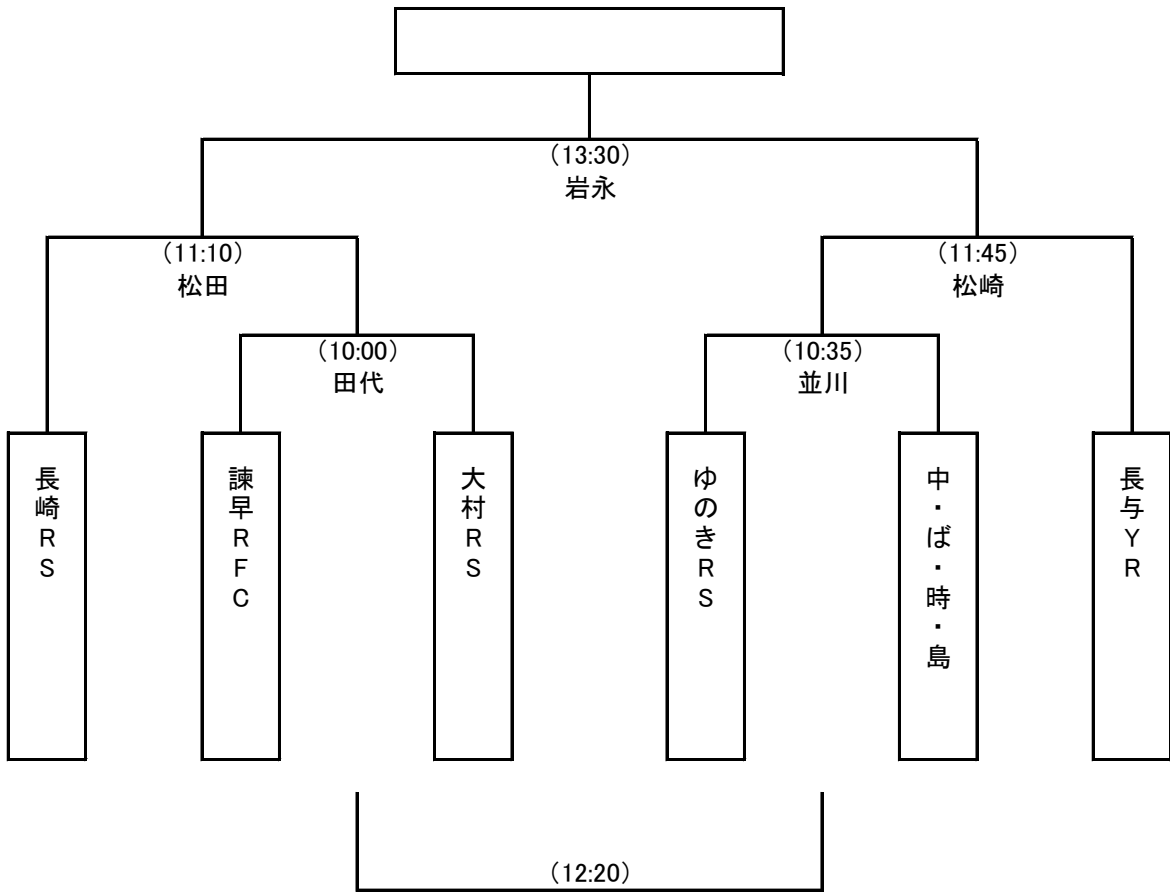 （13:30）
岩永
（11:10）
松田
（11:45）
松崎
（10:00）
田代
（10:35）
並川
長崎RS
諫早RFC
大村RS
ゆのきRS
中・ば・時・島
長与YR
（12:20）